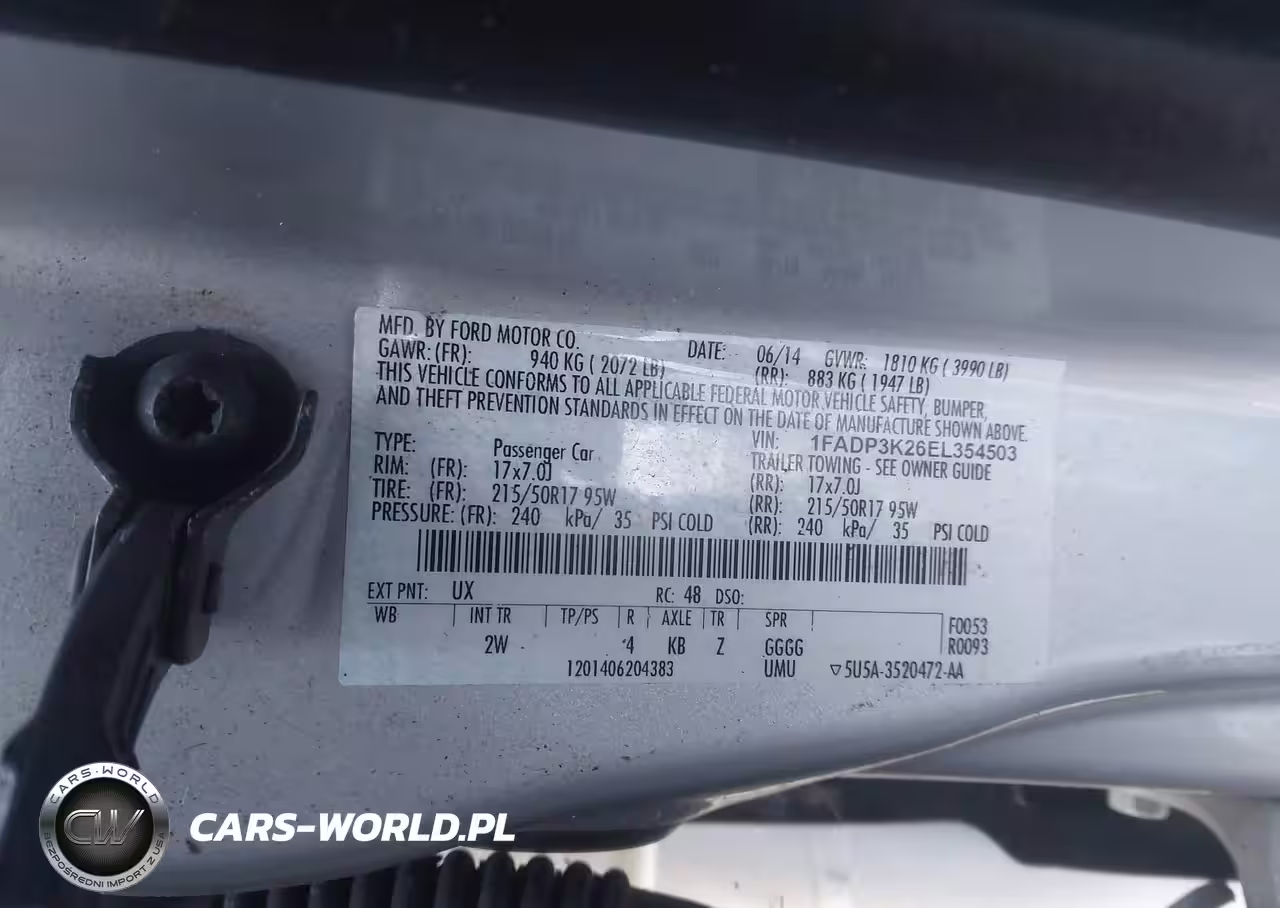 MFD. BY FORD MOTOR CO. DATE: 06/14 GVWR: 1810 KG ( 3990 LB)
GAWR: (FR): 940 KG ( 2072 LB) (RR): 883 KG ( 1947 LB)
THIS VEHICLE CONFORMS TO ALL APPLICABLE FEDERAL MOTOR VEHICLE SAFETY, BUMPER,
AND THEFT PREVENTION STANDARDS IN EFFECT ON THE DATE OF MANUFACTURE SHOWN ABOVE.
VIN: 1FADP3K26EL354503
TYPE: Passenger Car TRAILER TOWING - SEE OWNER GUIDE
RIM: (FR): 17x7.0J (RR): 17x7.0J
TIRE: (FR): 215/50R17 95W (RR): 215/50R17 95W
PRESSURE: (FR): 240 kPa/ 35 PSI COLD (RR): 240 kPa/ 35 PSI COLD
EXT PNT: UX RC: 48 DSO:
WB INT TR TP/PS R AXLE TR SPR F0053
2W 4 KB Z GGGG R0093
1201406204383 UMU ▽5U5A-3520472-AA
CARS-WORLD
CW
BEZPOŚREDNI IMPORT Z USA
CARS-WORLD.PL